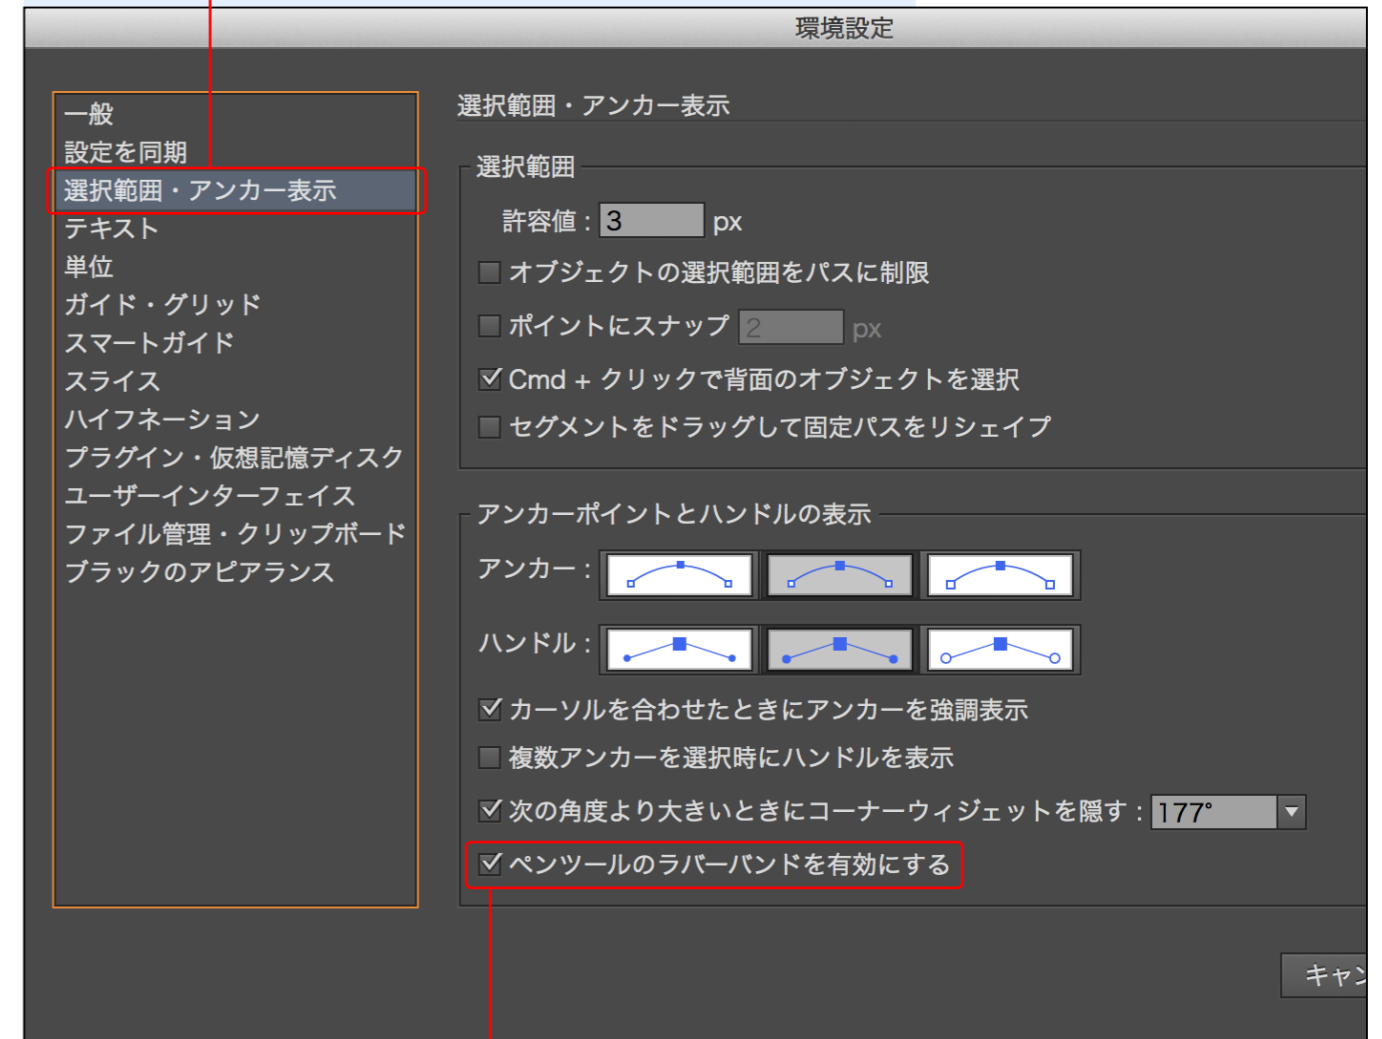 環境設定
一般
設定を同期
選択範囲・アンカー表示
テキスト
単位
ガイド・グリッド
スマートガイド
スライス
ハイフネーション
プラグイン・仮想記憶ディスク
ユーザーインターフェイス
ファイル管理・クリップボード
ブラックのアピアランス
選択範囲・アンカー表示
選択範囲
許容値 : 3 px
オブジェクトの選択範囲をパスに制限
ポイントにスナップ 2 px
Cmd + クリックで背面のオブジェクトを選択
セグメントをドラッグして固定パスをリシェイプ
アンカーポイントとハンドルの表示
アンカー :
ハンドル :
カーソルを合わせたときにアンカーを強調表示
複数アンカーを選択時にハンドルを表示
次の角度より大きいときにコーナーウィジェットを隠す : 177°
ペンツールのラバーバンドを有効にする
キャン